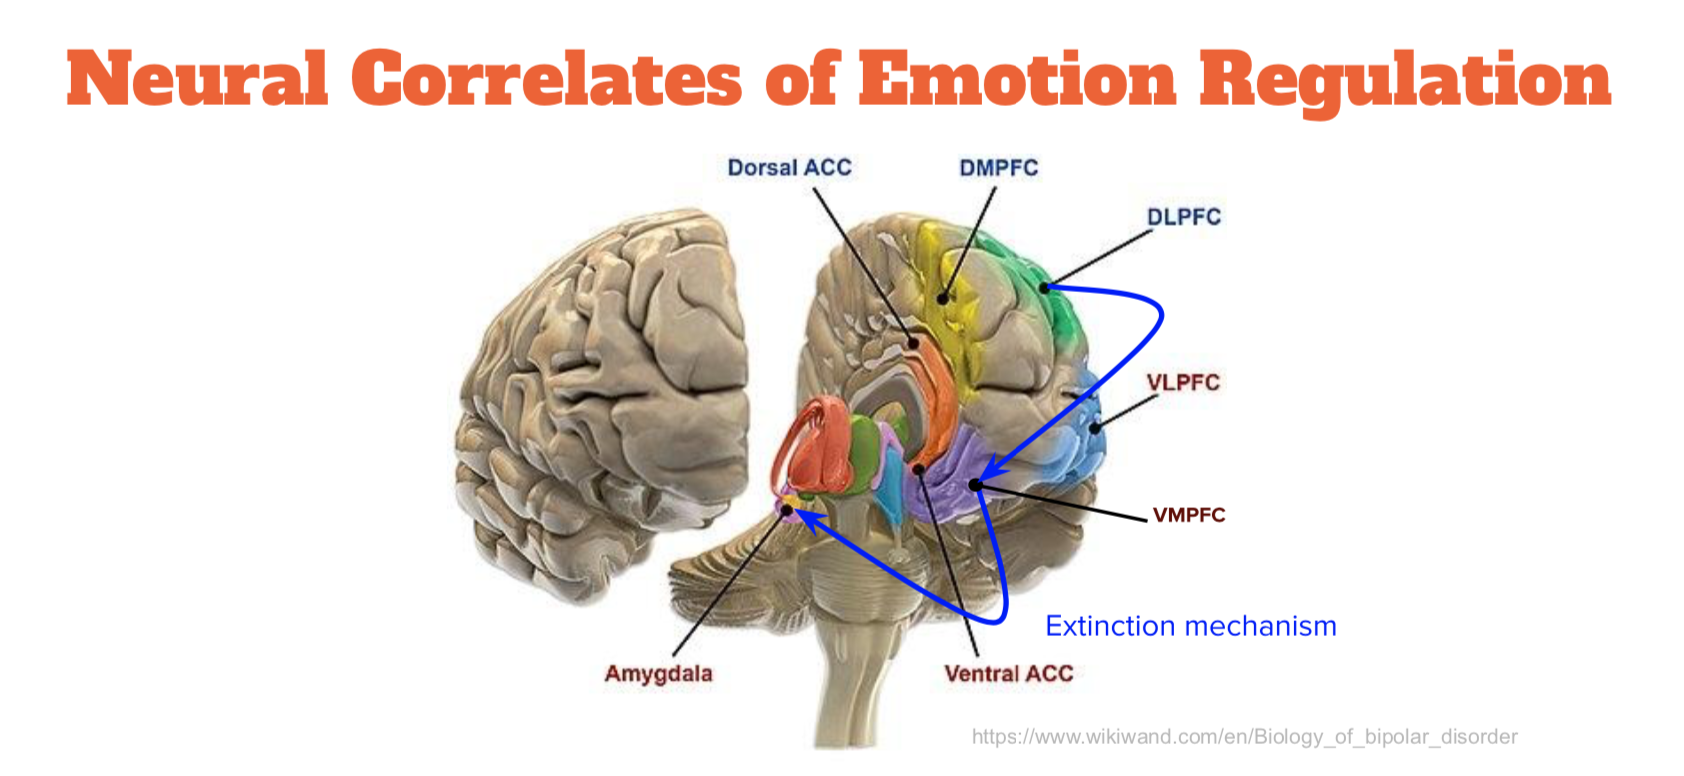 Neural Correlates of Emotion Regulation
Dorsal ACC
DMPFC
DLPFC
VLPFC
VMPFC
Extinction mechanism
Amygdala
Ventral ACC
https://www.wikiwand.com/en/Biology_of_bipolar_disorder